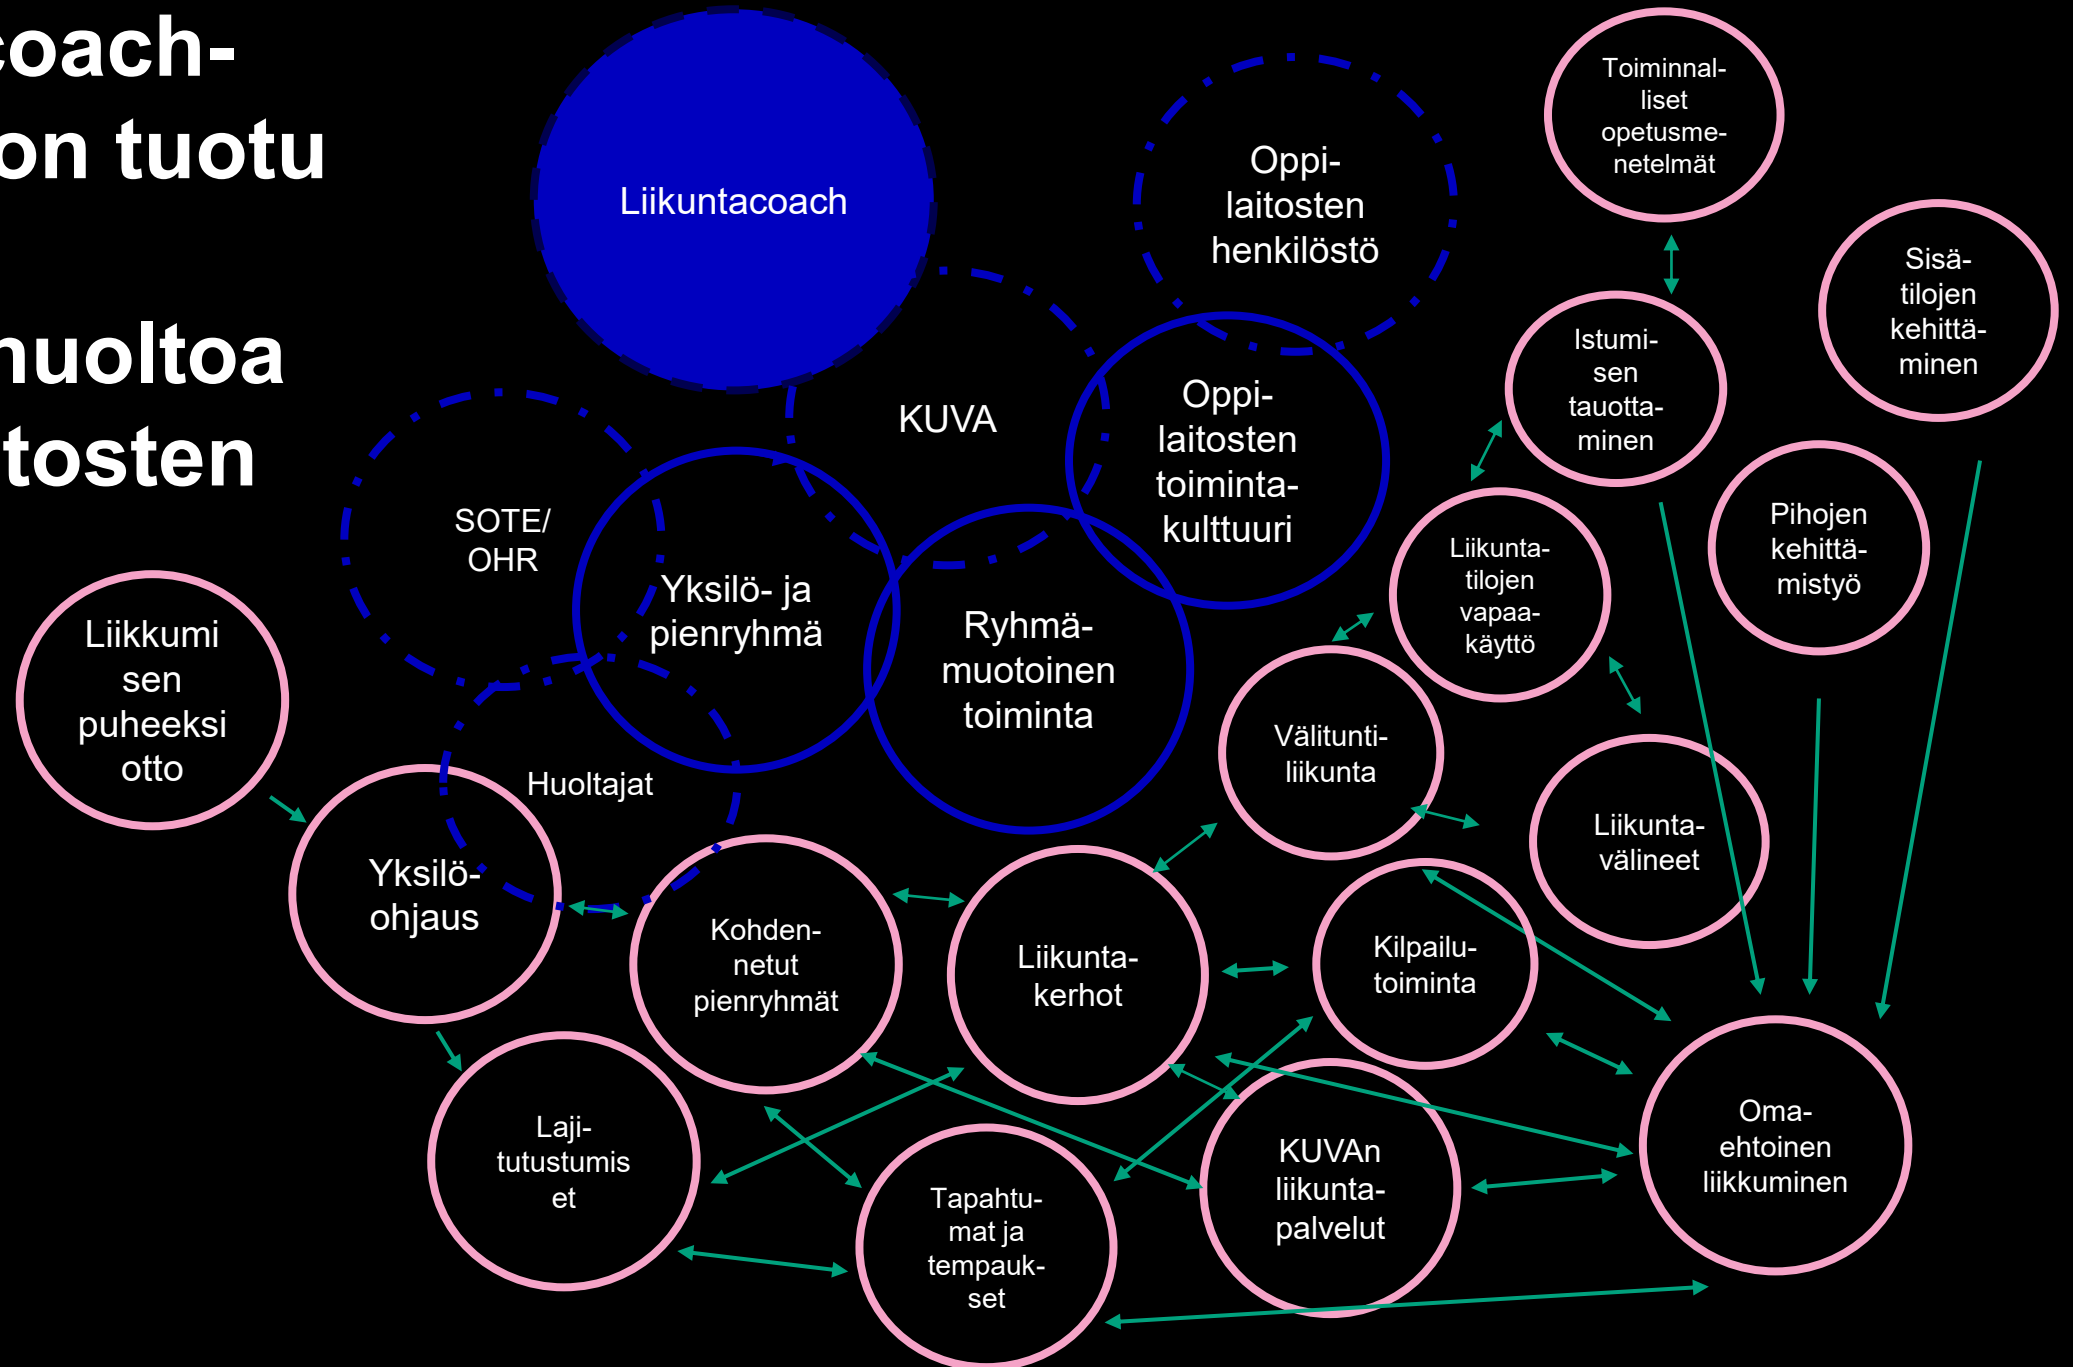 coach-
on tuotu
huoltoa
tosten
Liikuntacoach
Oppi-
laitosten
henkilöstö
Toiminnal-
liset
opetusme-
netelmät
Sisä-
tilojen
kehittä-
minen
KUVA
Oppi-
laitosten
toiminta-
kulttuuri
Istumi-
sen
tauotta-
minen
SOTE/
OHR
Yksilö- ja
pienryhmä
Ryhmä-
muotoinen
toiminta
Liikunta-
tilojen
vapaa-
käyttö
Pihojen
kehittä-
mistyö
Liikkumi
sen
puheeksi
otto
Huoltajat
Välitunti-
liikunta
Liikunta-
välineet
Yksilö-
ohjaus
Kohden-
netut
pienryhmät
Liikunta-
kerhot
Kilpailu-
toiminta
Laji-
tutustumis
et
Tapahtu-
mat ja
tempauk-
set
KUVAn
liikunta-
palvelut
Oma-
ehtoinen
liikkuminen